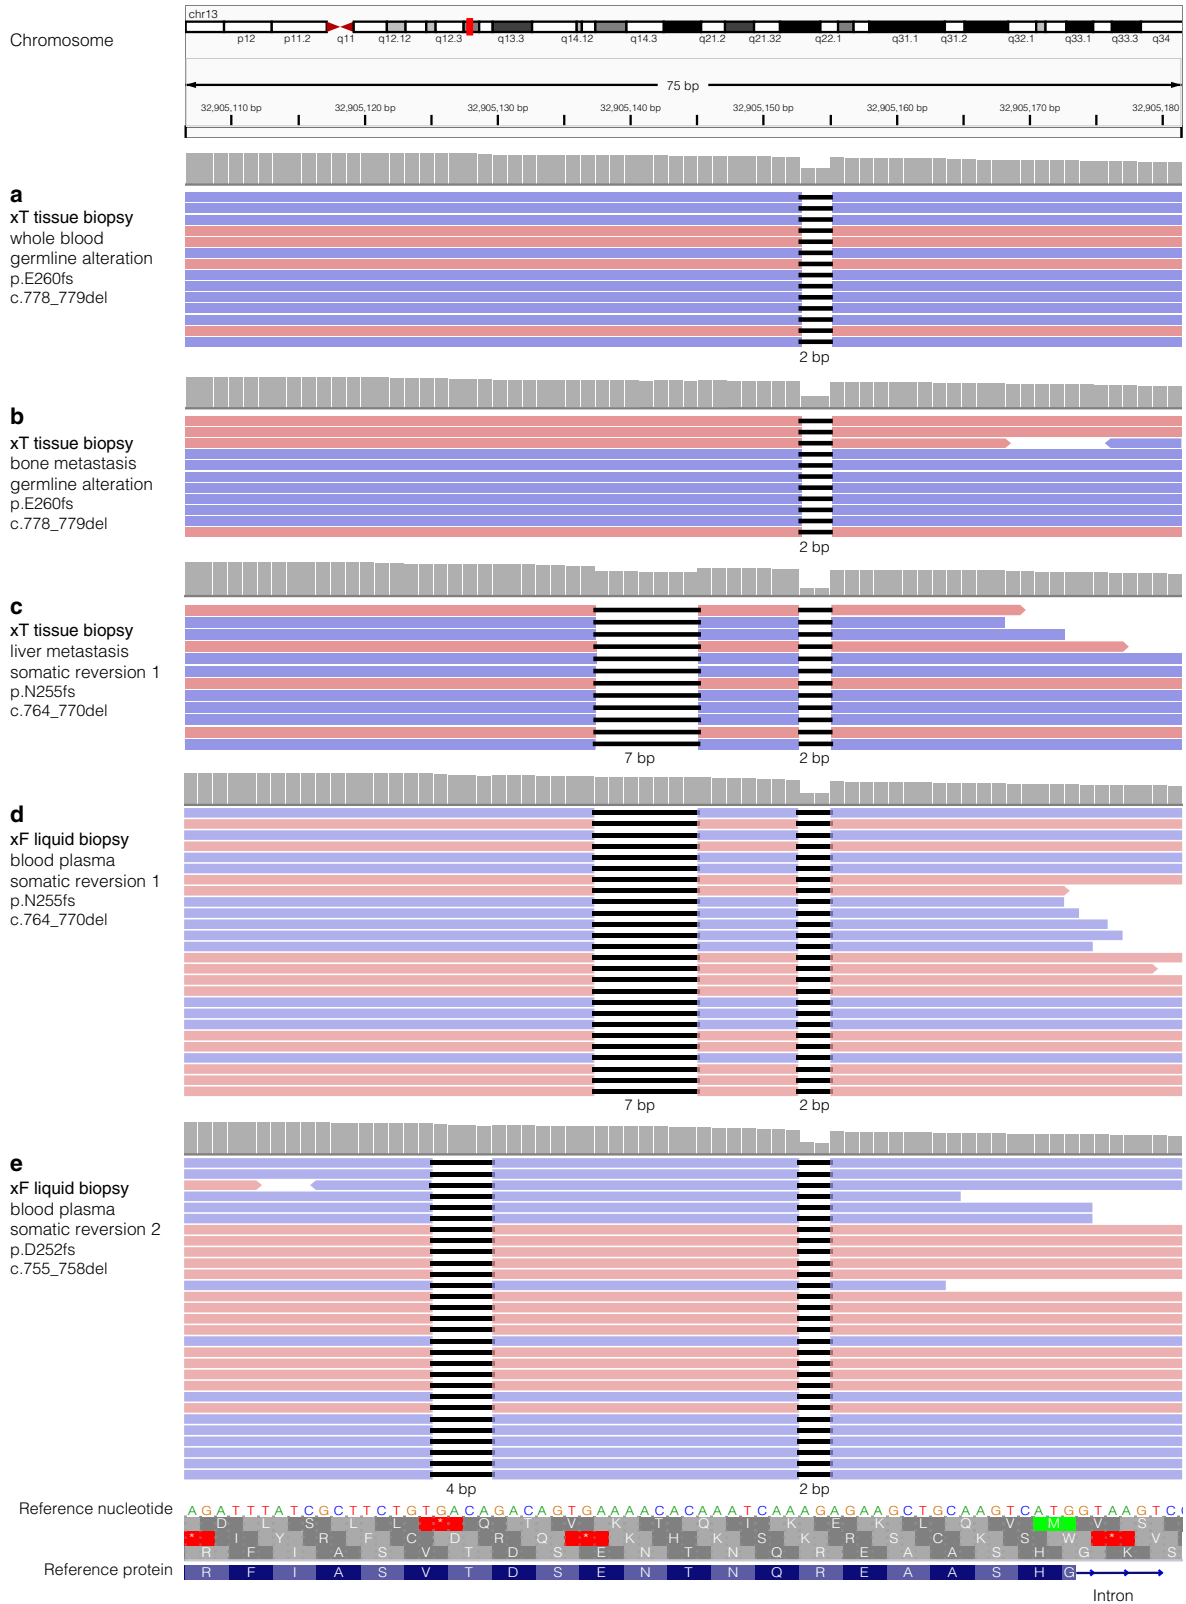 chr13
Chromosome
p12 p11.2 q11 q12.12 q12.3 q13.3 q14.12 q14.3 q21.2 q21.32 q22.1 q31.1 q31.2 q32.1 q33.1 q33.3 q34
75 bp
32,905,110 bp 32,905,120 bp 32,905,130 bp 32,905,140 bp 32,905,150 bp 32,905,160 bp 32,905,170 bp 32,905,180
a
xT tissue biopsy
whole blood
germline alteration
p.E260fs
c.778_779del
2 bp
b
xT tissue biopsy
bone metastasis
germline alteration
p.E260fs
c.778_779del
2 bp
c
xT tissue biopsy
liver metastasis
somatic reversion 1
p.N255fs
c.764_770del
7 bp 2 bp
d
xF liquid biopsy
blood plasma
somatic reversion 1
p.N255fs
c.764_770del
7 bp 2 bp
e
xF liquid biopsy
blood plasma
somatic reversion 2
p.D252fs
c.755_758del
4 bp 2 bp
Reference nucleotide A G A T T T A T C G C T T C T G T G A C A G A C A G T G A A A A C A C A A A T C A A A G A G A A G C T G C A A G T C A T G G T A A G T C C
D L S L L * Q T V K T Q I K E K L Q V M V S
* I Y R F C D R Q * K H K S K R S C K S W * V
R F I A S V T D S E N T N Q R E A A S H G K S
Reference protein R F I A S V T D S E N T N Q R E A A S H G
Intron